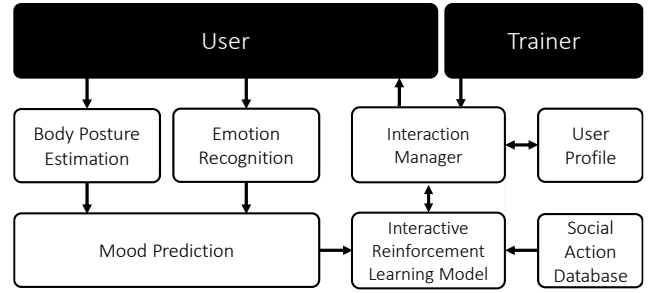 User
Trainer
Body Posture
Estimation
Emotion
Recognition
Interaction
Manager
User
Profile
Mood Prediction
Interactive
Reinforcement
Learning Model
Social
Action
Database